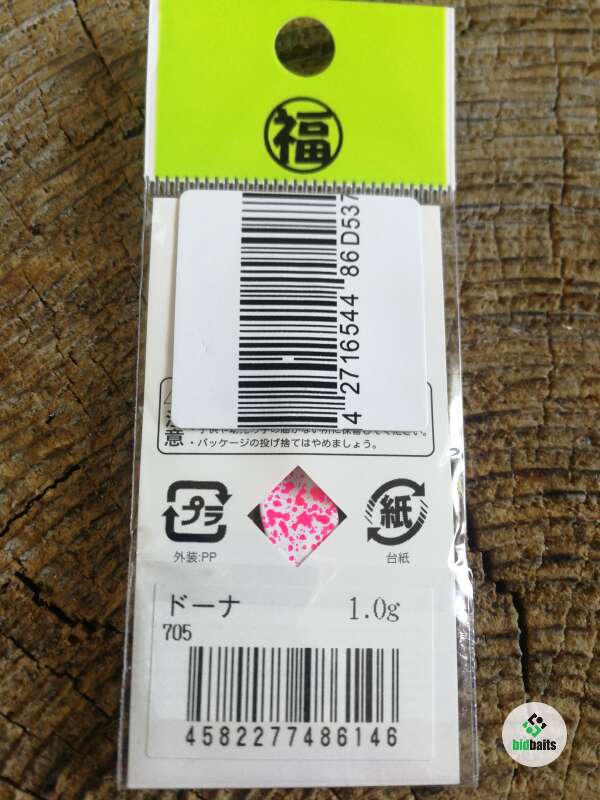 福
4 2716544 86D537
意
・パッケージの投げ捨てはやめましょう。
プラ
紙
外装:PP
台紙
ドーナ 1.0g
705
4582277486146
bidbaits